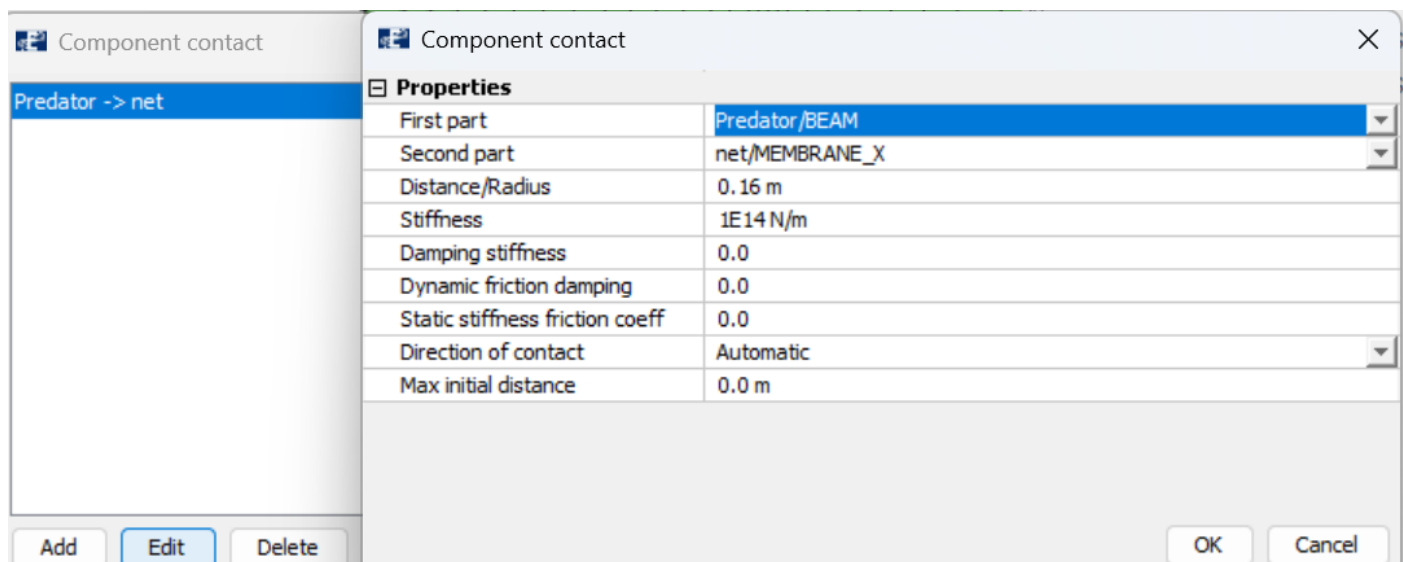 Component contact
Predator -> net
Add Edit Delete
Component contact
Properties
First part Predator/BEAM
Second part net/MEMBRANE_X
Distance/Radius 0.16 m
Stiffness 1E14 N/m
Damping stiffness 0.0
Dynamic friction damping 0.0
Static stiffness friction coeff 0.0
Direction of contact Automatic
Max initial distance 0.0 m
OK Cancel